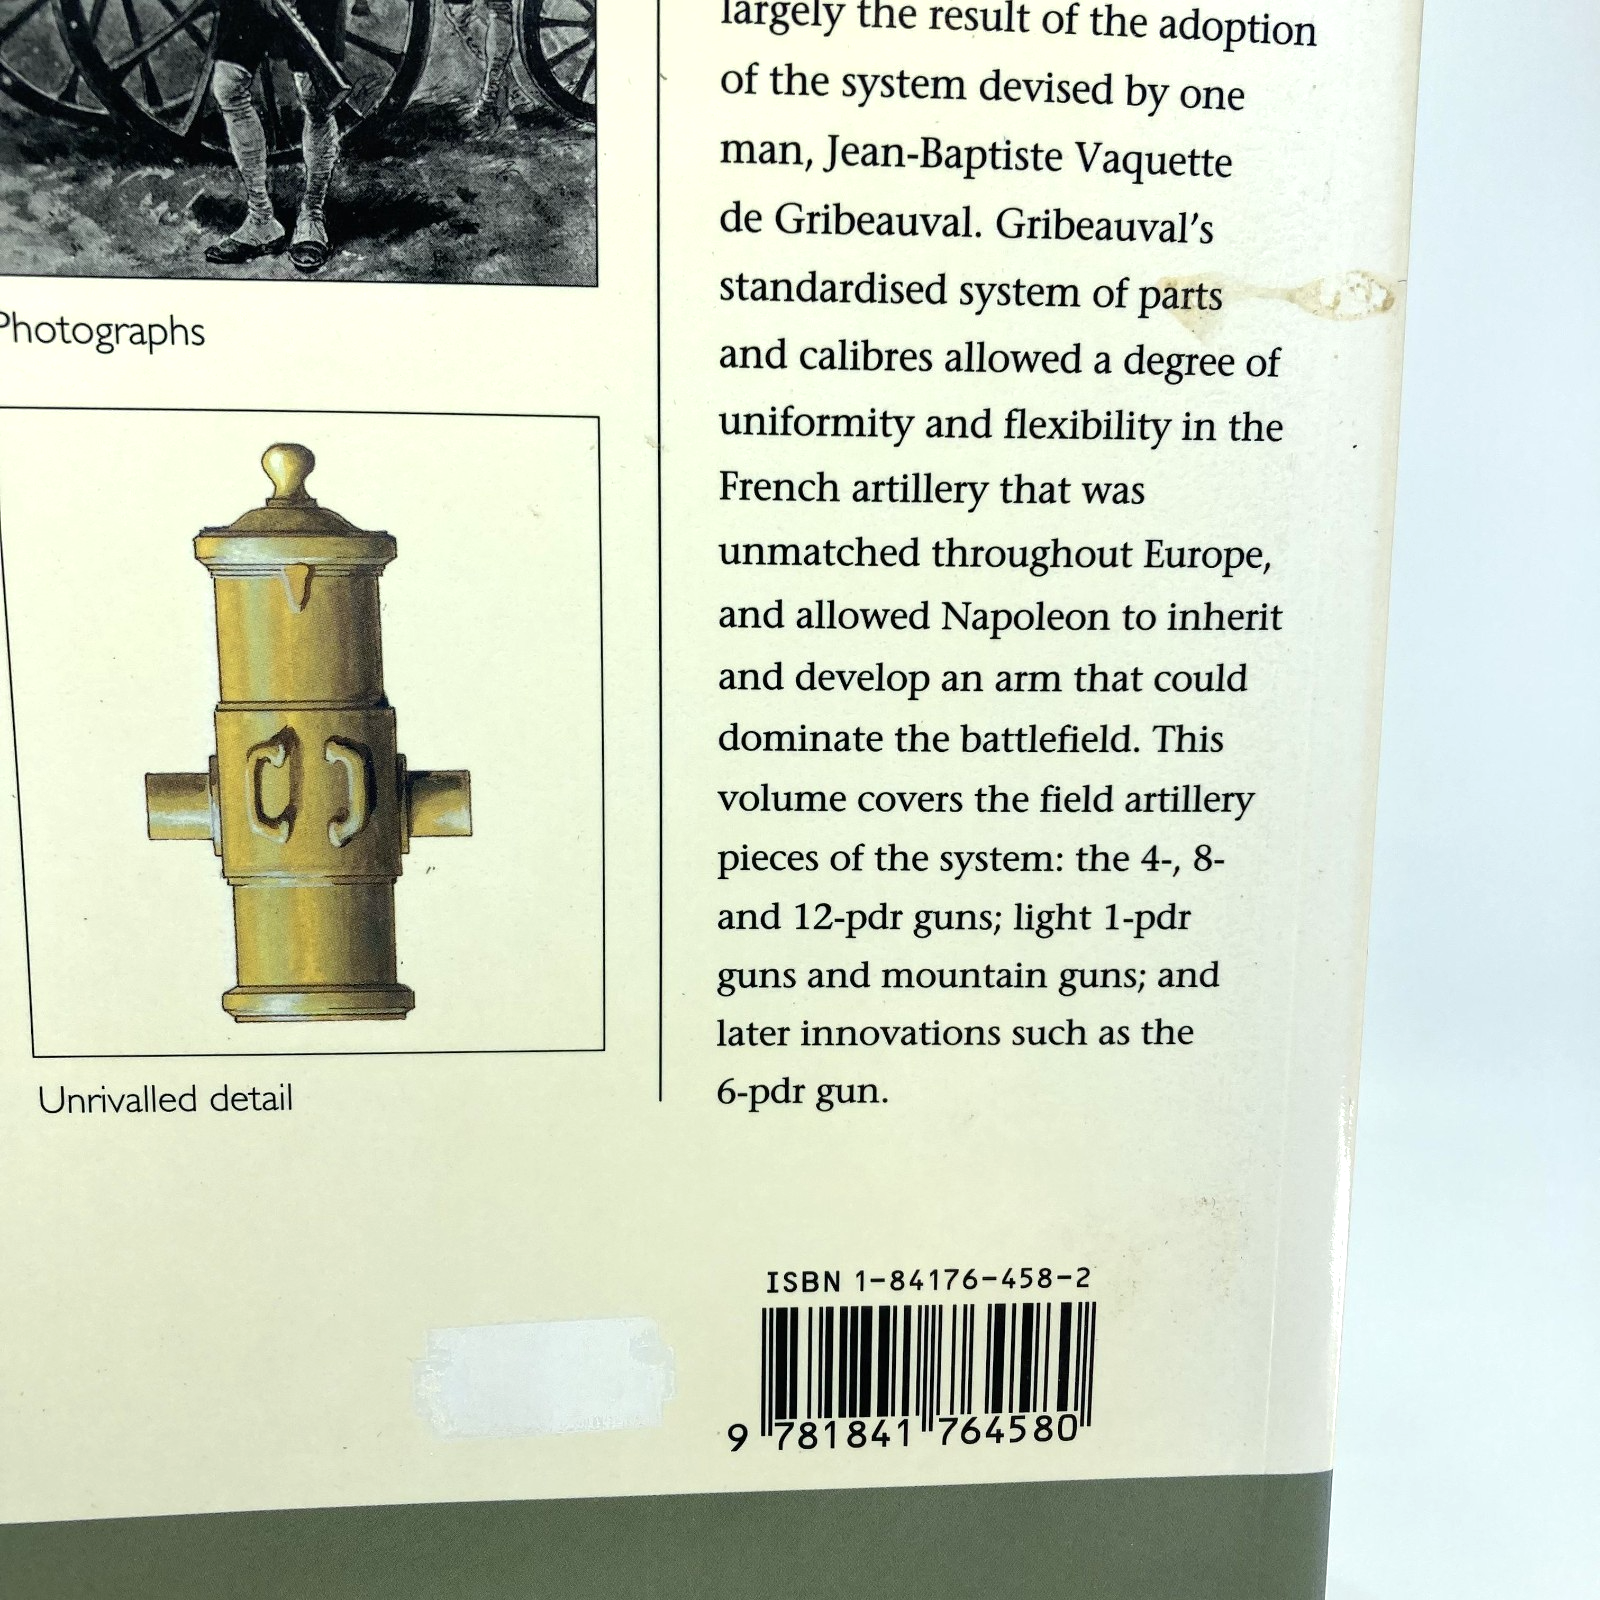 Photographs
Unrivalled detail
largely the result of the adoption
of the system devised by one
man, Jean-Baptiste Vaquette
de Gribeauval. Gribeauval's
standardised system of parts
and calibres allowed a degree of
uniformity and flexibility in the
French artillery that was
unmatched throughout Europe,
and allowed Napoleon to inherit
and develop an arm that could
dominate the battlefield. This
volume covers the field artillery
pieces of the system: the 4-, 8-
and 12-pdr guns; light 1-pdr
guns and mountain guns; and
later innovations such as the
6-pdr gun.
ISBN 1-84176-458-2
9 781841 764580